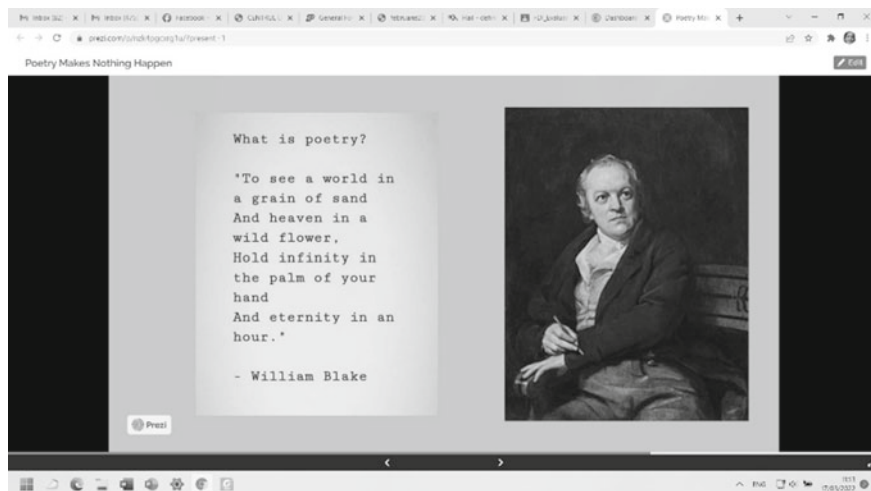 Facebook
Poetry Makes Nothing Happen
Edit
What is poetry?
"To see a world in
a grain of sand
And heaven in a
wild flower,
Hold infinity in
the palm of your
hand
And eternity in an
hour."
- William Blake
Prezi